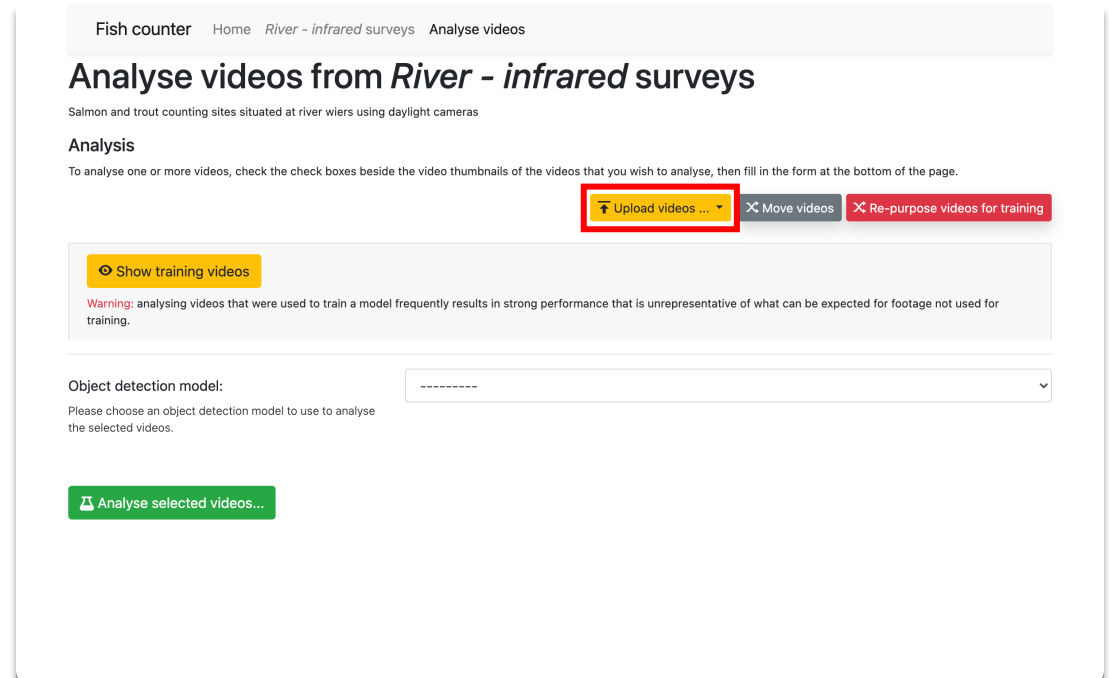 Fish counter Home River - infrared surveys Analyse videos
Analyse videos from River - infrared surveys
Salmon and trout counting sites situated at river wiers using daylight cameras
Analysis
To analyse one or more videos, check the check boxes beside the video thumbnails of the videos that you wish to analyse, then fill in the form at the bottom of the page.
Upload videos ... Move videos Re-purpose videos for training
Show training videos
Warning: analysing videos that were used to train a model frequently results in strong performance that is unrepresentative of what can be expected for footage not used for
training.
Object detection model: ---------
Please choose an object detection model to use to analyse
the selected videos.
Analyse selected videos...